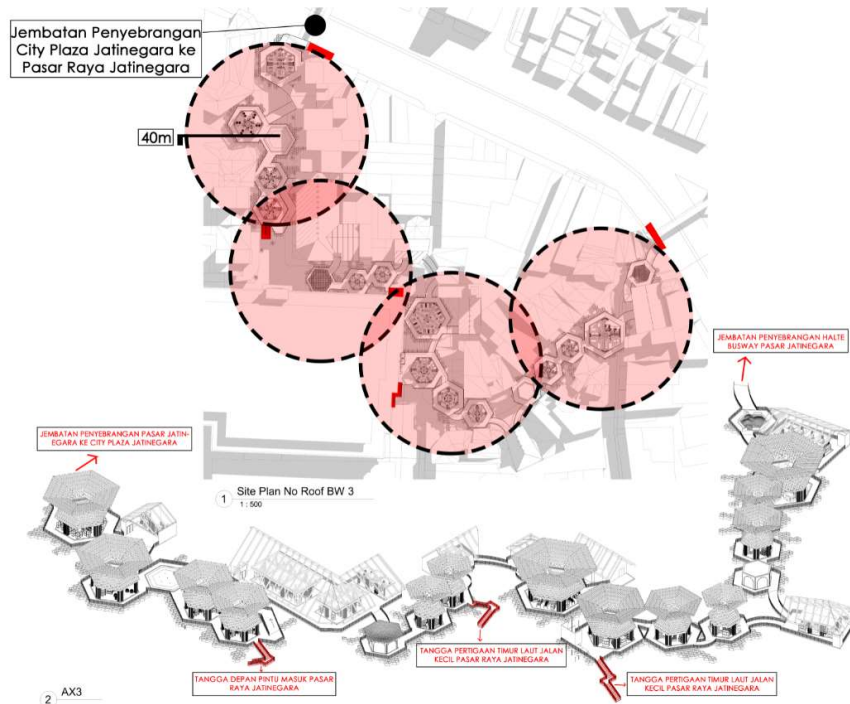 Jembatan Penyebrangan
City Plaza Jatinegara ke
Pasar Raya Jatinegara
40m
JEMBATAN PENYEBRANGAN HALTE
BUSWAY PASAR JATINEGARA
JEMBATAN PENYEBRANGAN PASAR JATIN-
EGARA KE CITY PLAZA JATINEGARA
1 Site Plan No Roof BW 3
1 : 500
TANGGA PERTIGAAN TIMUR LAUT JALAN
KECIL PASAR RAYA JATINEGARA
TANGGA DEPAN PINTU MASUK PASAR
RAYA JATINEGARA
TANGGA PERTIGAAN TIMUR LAUT JALAN
KECIL PASAR RAYA JATINEGARA
2 AX3